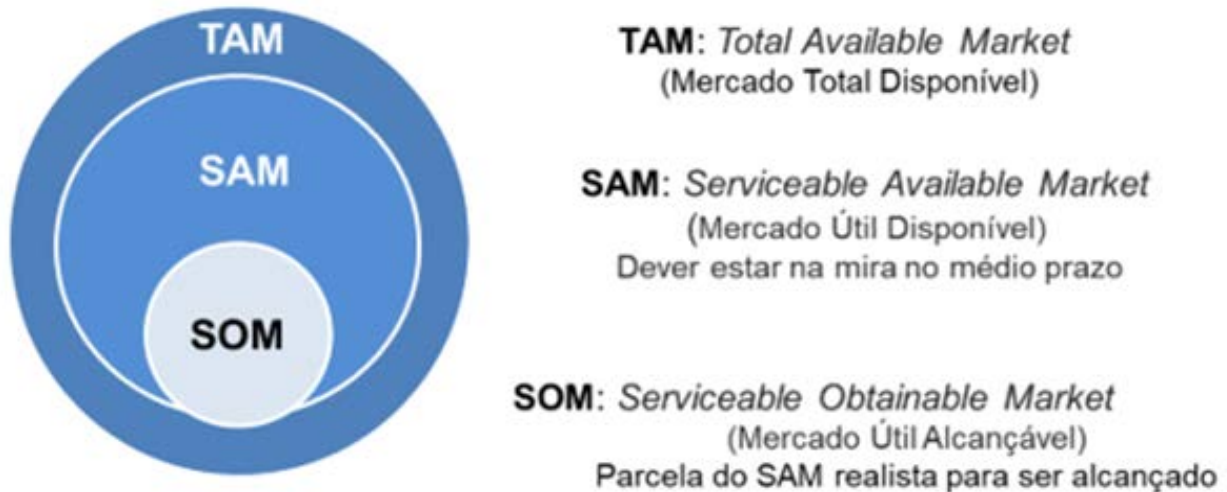 TAM
SAM
SOM
TAM: Total Available Market
(Mercado Total Disponível)
SAM: Serviceable Available Market
(Mercado Útil Disponível)
Dever estar na mira no médio prazo
SOM: Serviceable Obtainable Market
(Mercado Útil Alcançável)
Parcela do SAM realista para ser alcançado